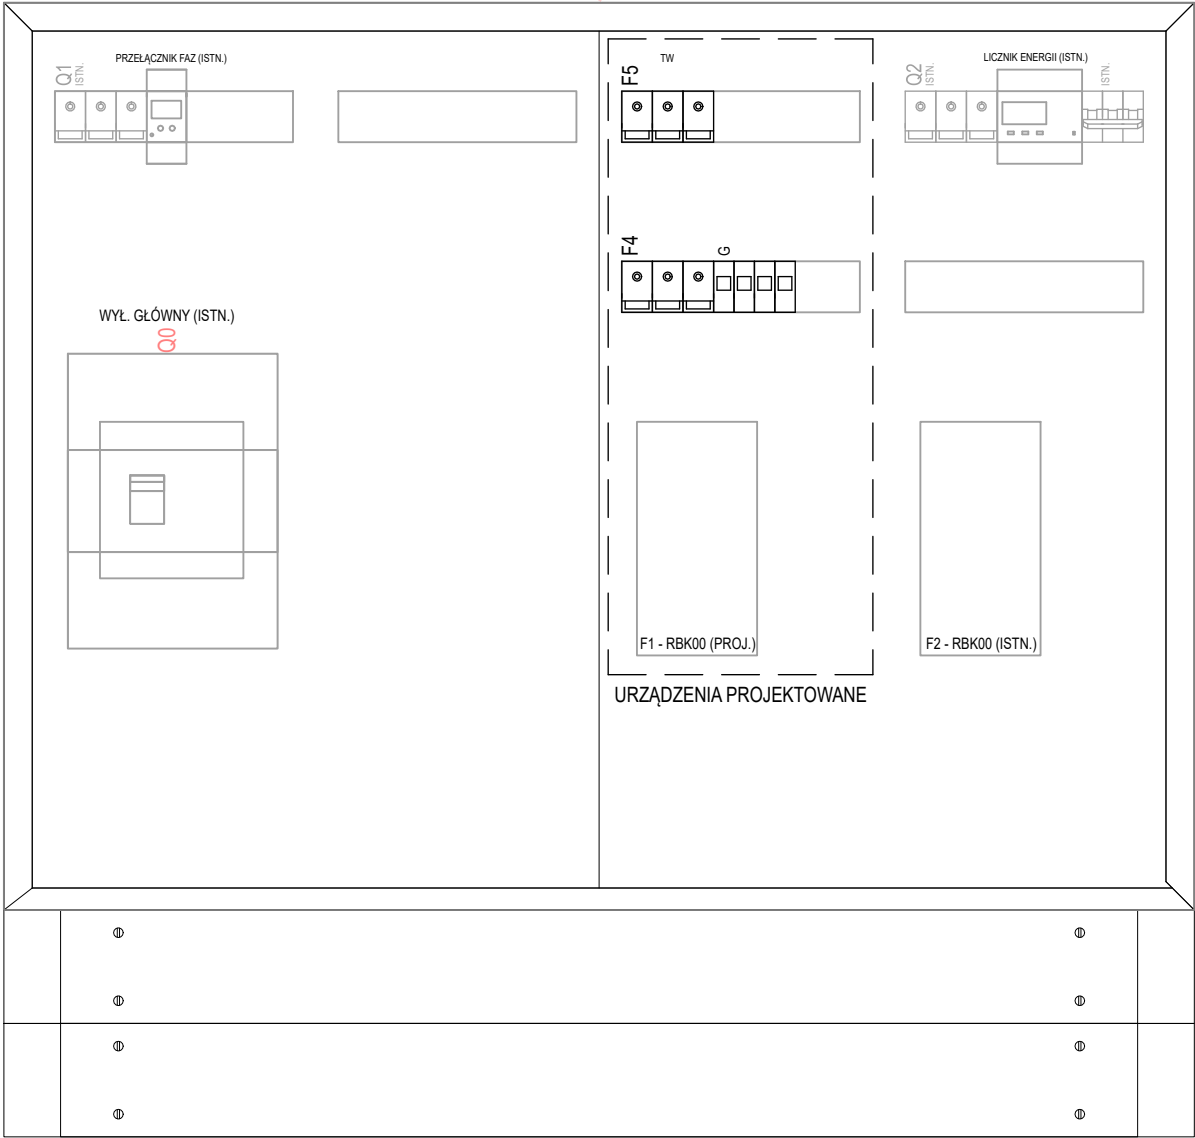 PRZEŁĄCZNIK FAZ (ISTN.)
Q1
ISTN.
F5
TW
Q2
ISTN.
LICZNIK ENERGII (ISTN.)
ISTN.
F4
G
WYŁ. GŁÓWNY (ISTN.)
Q0
F1 - RBK00 (PROJ.)
F2 - RBK00 (ISTN.)
URZĄDZENIA PROJEKTOWANE